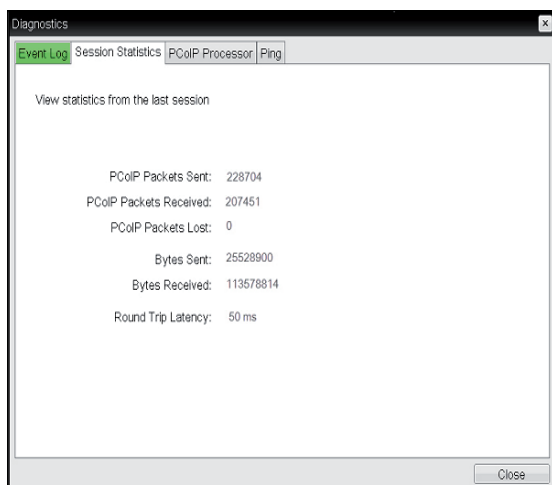 Diagnostics
x
Event Log Session Statistics PCoIP Processor Ping
View statistics from the last session
PCoIP Packets Sent: 228704
PCoIP Packets Received: 207451
PCoIP Packets Lost: 0
Bytes Sent: 25528900
Bytes Received: 113578814
Round Trip Latency: 50 ms
Close